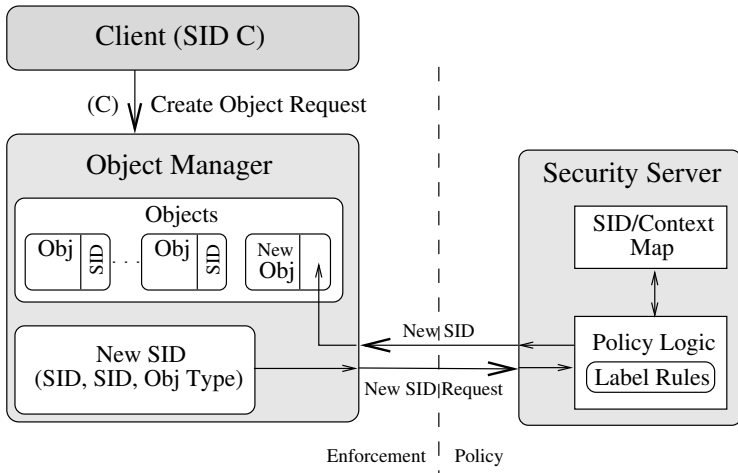 Client (SID C)
(C) Create Object Request
Object Manager
Objects
Obj SID . . . Obj SID New Obj
New SID
(SID, SID, Obj Type)
New SID
New SID Request
Security Server
SID/Context
Map
Policy Logic
Label Rules
Enforcement Policy